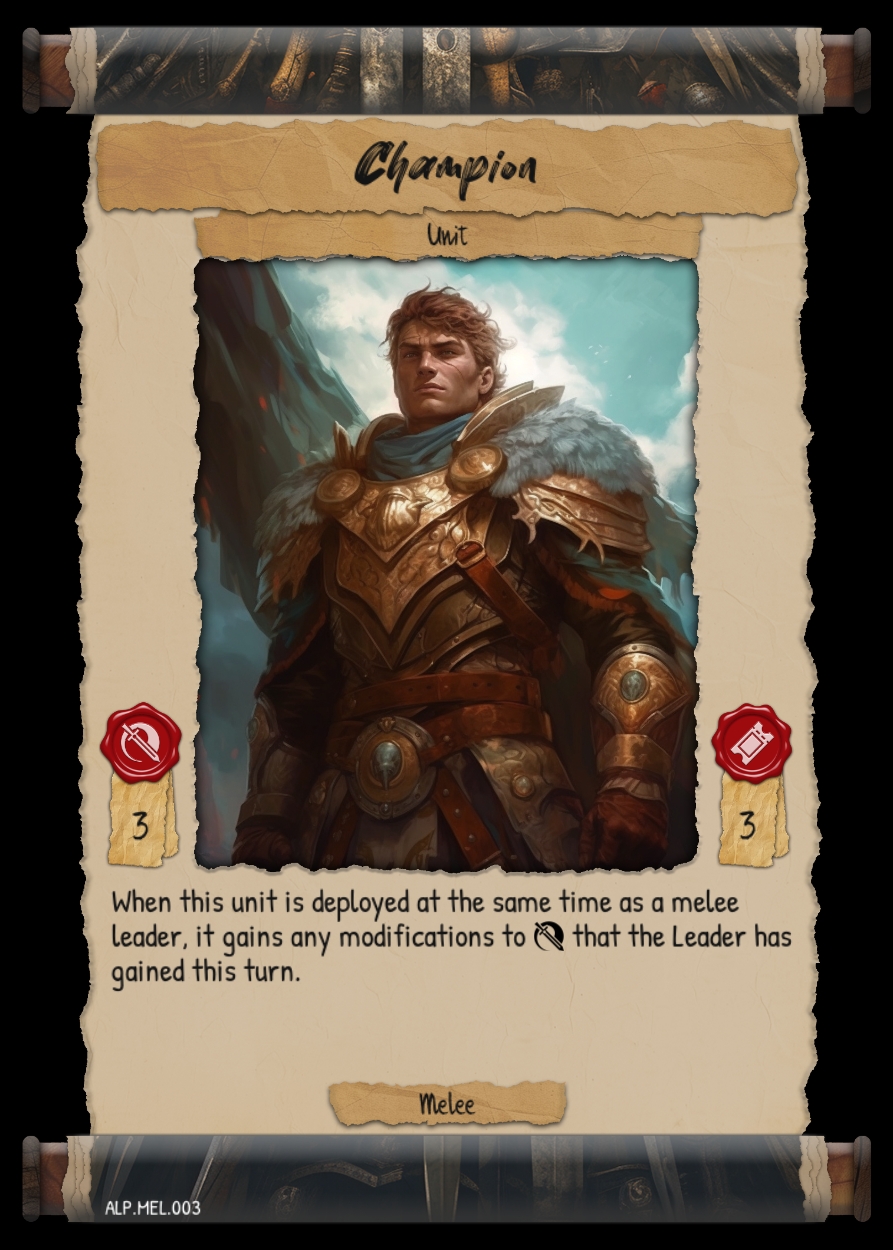 Champion
Unit
3
3
When this unit is deployed at the same time as a melee
leader, it gains any modifications to that the Leader has
gained this turn.
Melee
ALP.MEL.003